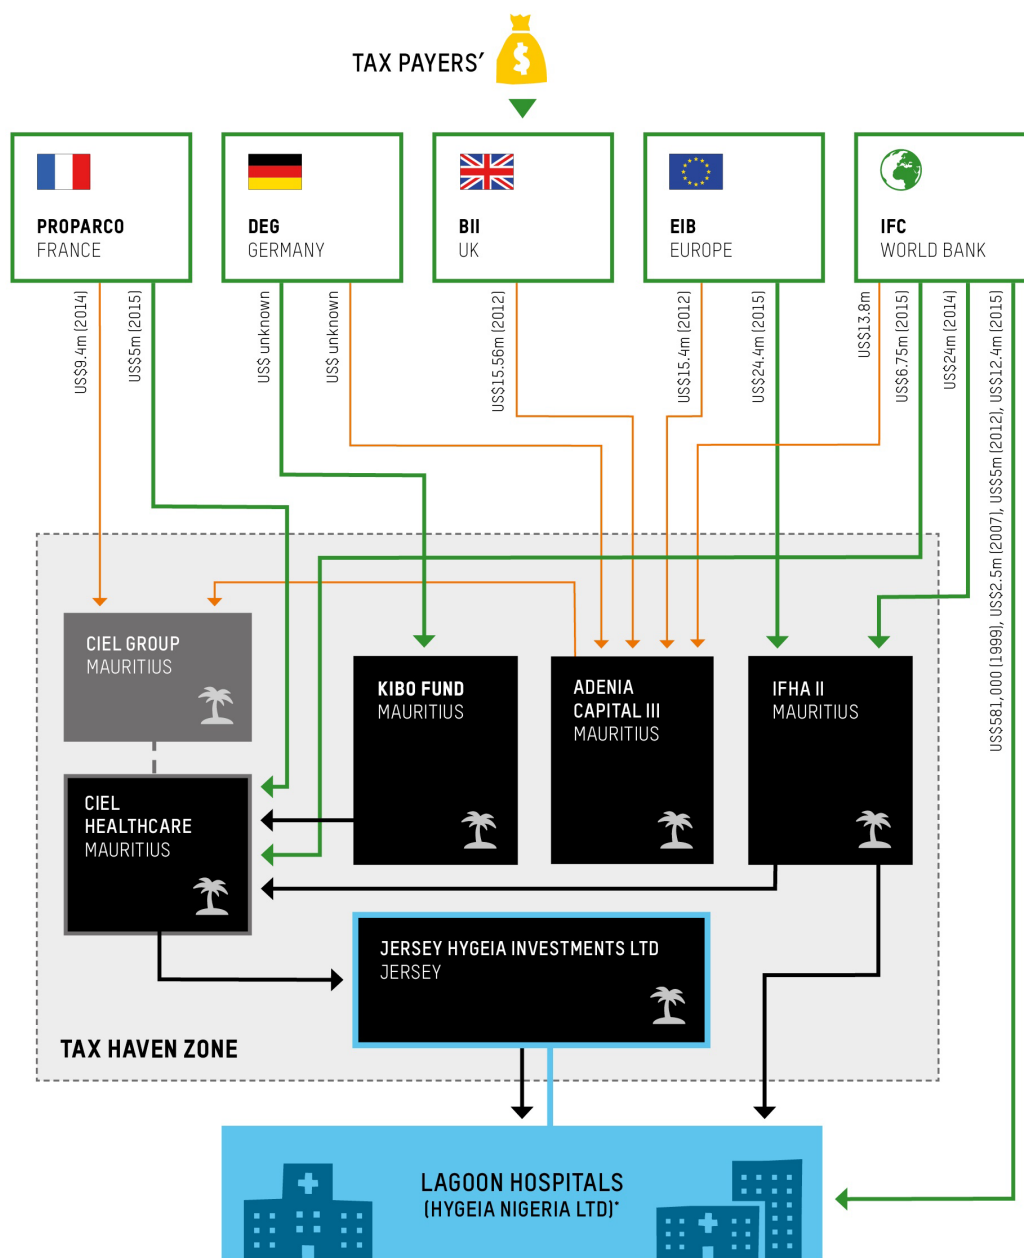 TAX PAYERS’
$
PROPARCO
FRANCE
DEG
GERMANY
BII
UK
EIB
EUROPE
IFC
WORLD BANK
US$9.4m (2014)
US$5m (2015)
US$ unknown
US$ unknown
US$15.56m (2012)
US$15.4m (2012)
US$24.4m (2015)
US$13.8m
US$6.75m (2015)
US$24m (2014)
US$581,000 (1999), US$2.5m (2007), US$5m (2012), US$12.4m (2015)
CIEL GROUP
MAURITIUS
KIBO FUND
MAURITIUS
ADENIA
CAPITAL III
MAURITIUS
IFHA II
MAURITIUS
CIEL
HEALTHCARE
MAURITIUS
JERSEY HYGEIA INVESTMENTS LTD
JERSEY
TAX HAVEN ZONE
LAGOON HOSPITALS
(HYGEIA NIGERIA LTD)*